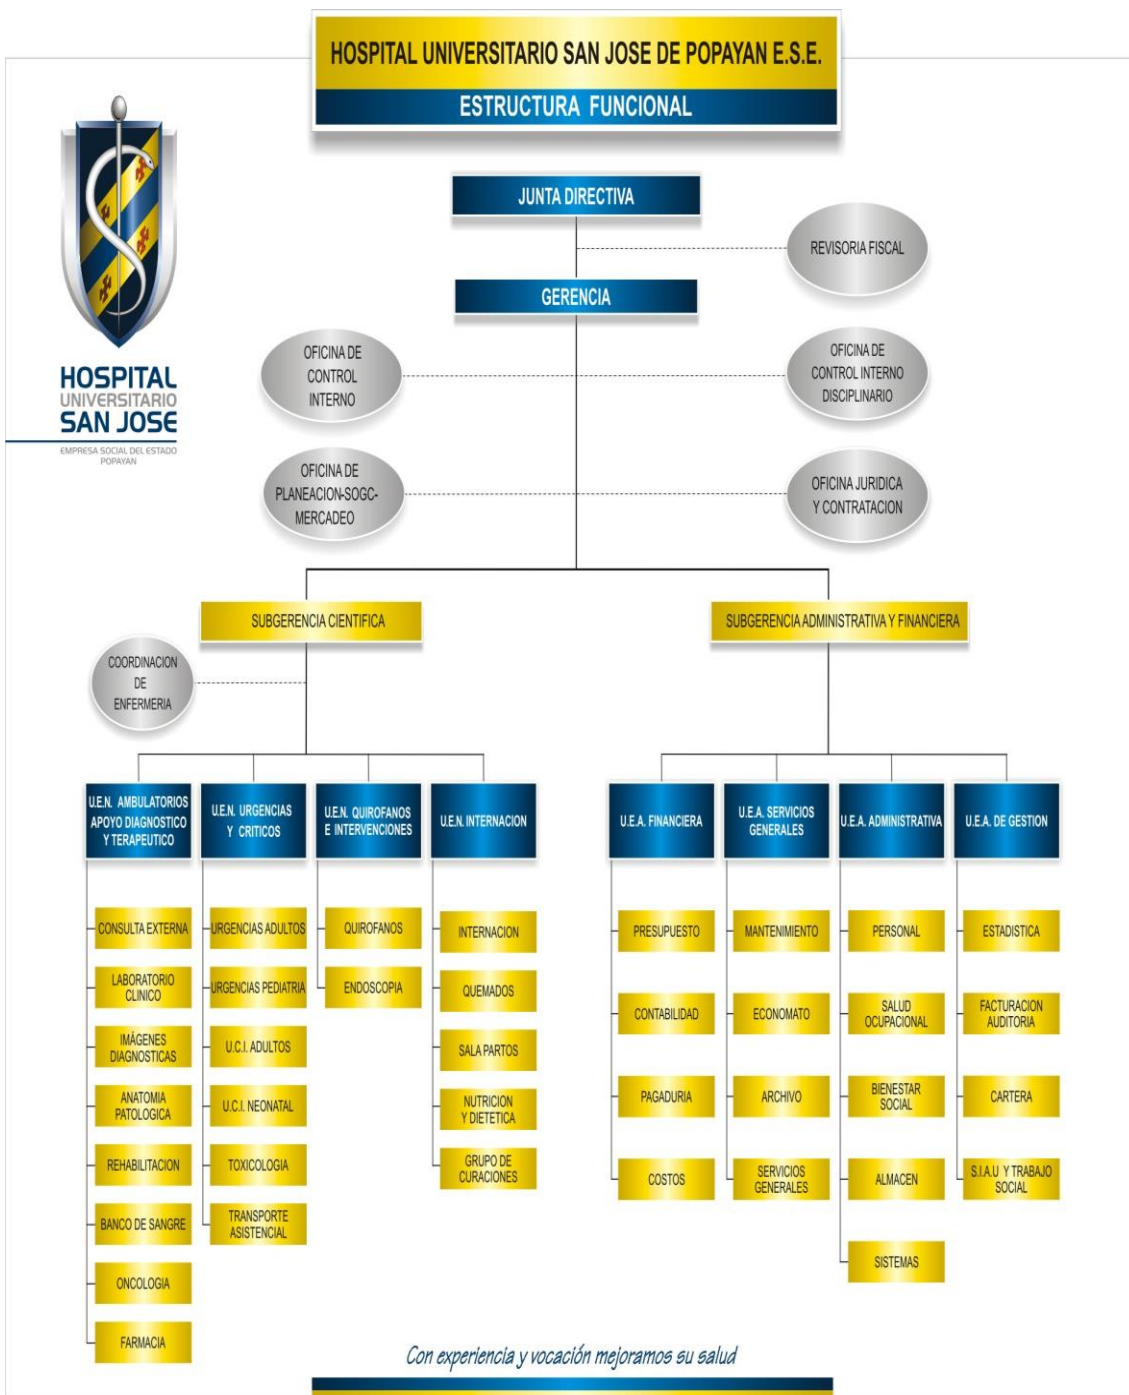 HOSPITAL UNIVERSITARIO SAN JOSE DE POPAYAN E.S.E.
ESTRUCTURA FUNCIONAL
HOSPITAL
UNIVERSITARIO
SAN JOSE
EMPRESA SOCIAL DEL ESTADO
POPAYAN
JUNTA DIRECTIVA
REVISORIA FISCAL
GERENCIA
OFICINA DE
CONTROL
INTERNO
OFICINA DE
CONTROL INTERNO
DISCIPLINARIO
OFICINA DE
PLANEACION-SOGC-
MERCADEO
OFICINA JURIDICA
Y CONTRATACION
SUBGERENCIA CIENTIFICA
SUBGERENCIA ADMINISTRATIVA Y FINANCIERA
COORDINACION
DE
ENFERMERIA
U.E.N. AMBULATORIOS
APOYO DIAGNOSTICO
Y TERAPEUTICO
U.E.N. URGENCIAS
Y CRITICOS
U.E.N. QUIROFANOS
E INTERVENCIONES
U.E.N. INTERNACION
U.E.A. FINANCIERA
U.E.A. SERVICIOS
GENERALES
U.E.A. ADMINISTRATIVA
U.E.A. DE GESTION
CONSULTA EXTERNA
LABORATORIO
CLINICO
IMÁGENES
DIAGNOSTICAS
ANATOMIA
PATOLOGICA
REHABILITACION
BANCO DE SANGRE
ONCOLOGIA
FARMACIA
URGENCIAS ADULTOS
URGENCIAS PEDIATRIA
U.C.I. ADULTOS
U.C.I. NEONATAL
TOXICOLOGIA
TRANSPORTE
ASISTENCIAL
QUIROFANOS
ENDOSCOPIA
INTERNACION
QUEMADOS
SALA PARTOS
NUTRICION
Y DIETETICA
GRUPO DE
CURACIONES
PRESUPUESTO
CONTABILIDAD
PAGADURIA
COSTOS
MANTENIMIENTO
ECONOMATO
ARCHIVO
SERVICIOS
GENERALES
PERSONAL
SALUD
OCUPACIONAL
BIENESTAR
SOCIAL
ALMACEN
SISTEMAS
ESTADISTICA
FACTURACION
AUDITORIA
CARTERA
S.I.A.U Y TRABAJO
SOCIAL
Con experiencia y vocación mejoramos su salud